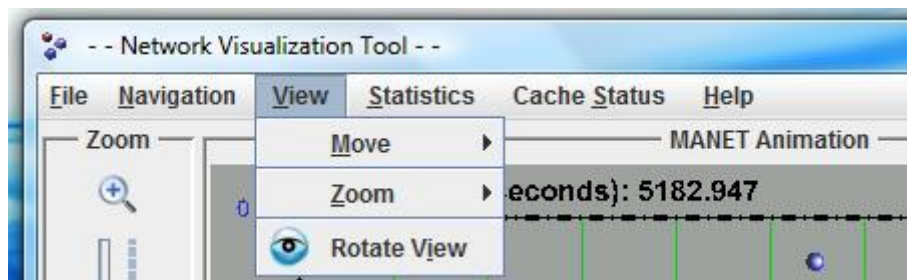 - - Network Visualization Tool - -
File Navigation View Statistics Cache Status Help
Zoom MANET Animation
Move
0 Zoom econds): 5182.947
Rotate View